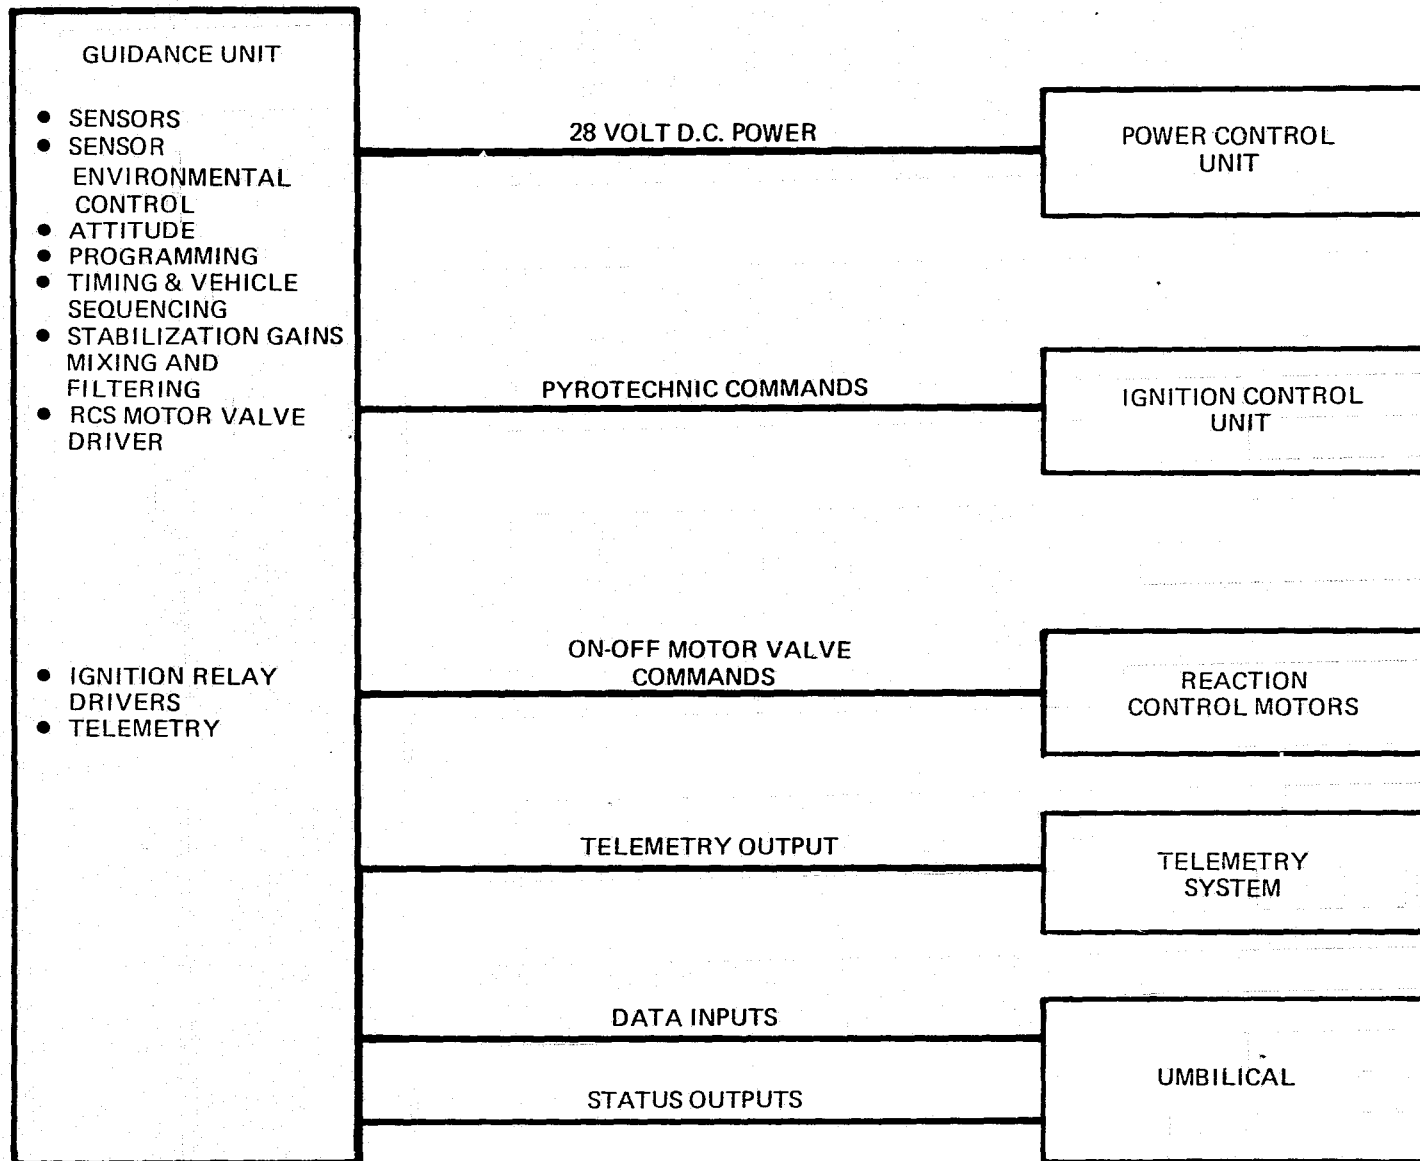 GUIDANCE UNIT
● SENSORS
● SENSOR
ENVIRONMENTAL
CONTROL
● ATTITUDE
● PROGRAMMING
● TIMING & VEHICLE
SEQUENCING
● STABILIZATION GAINS
MIXING AND
FILTERING
● RCS MOTOR VALVE
DRIVER
● IGNITION RELAY
DRIVERS
● TELEMETRY
28 VOLT D.C. POWER
POWER CONTROL
UNIT
PYROTECHNIC COMMANDS
IGNITION CONTROL
UNIT
ON-OFF MOTOR VALVE
COMMANDS
REACTION
CONTROL MOTORS
TELEMETRY OUTPUT
TELEMETRY
SYSTEM
DATA INPUTS
STATUS OUTPUTS
UMBILICAL